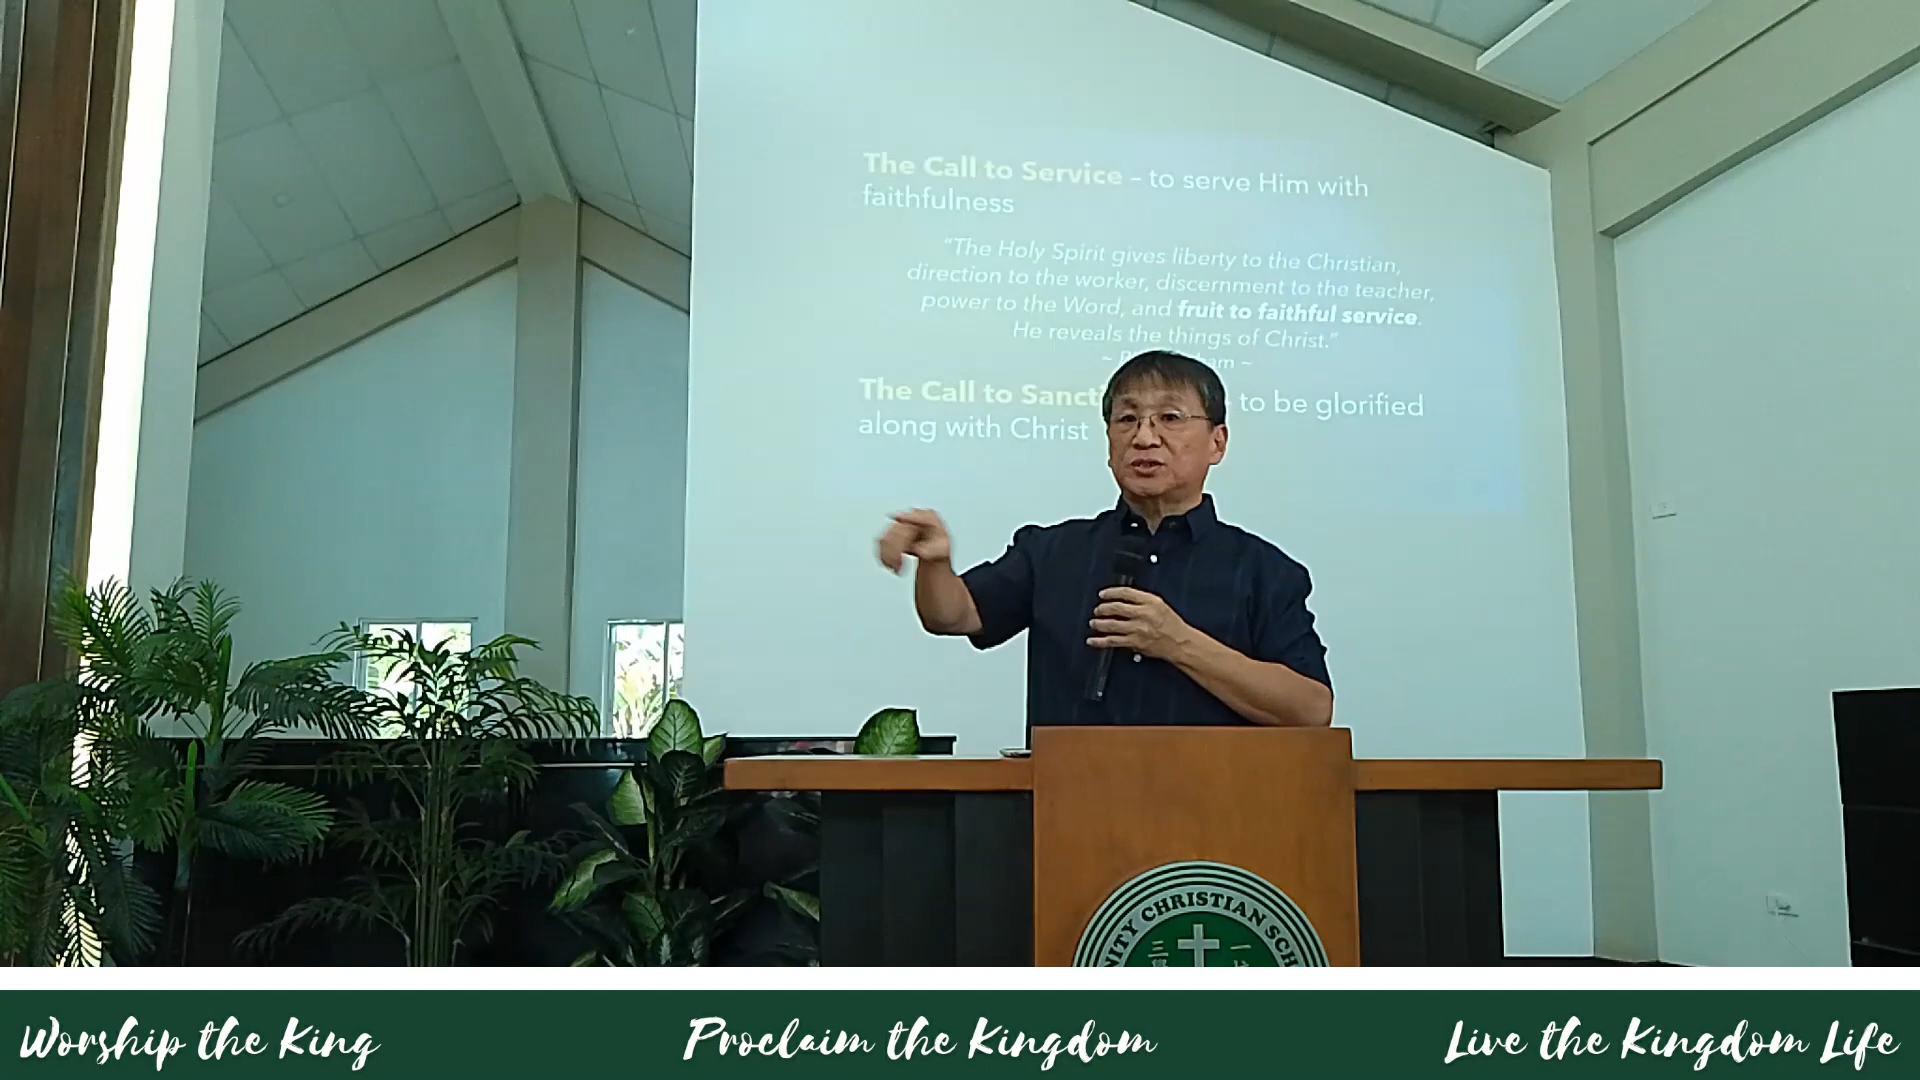 The Call to Service – to serve Him with
faithfulness
“The Holy Spirit gives liberty to the Christian,
direction to the worker, discernment to the teacher,
power to the Word, and fruit to faithful service.
He reveals the things of Christ.”
to be glorified
The Call to
along with Christ
CHRISTIAN
三 一
Worship the King
Proclaim the Kingdom
Live the Kingdom Life